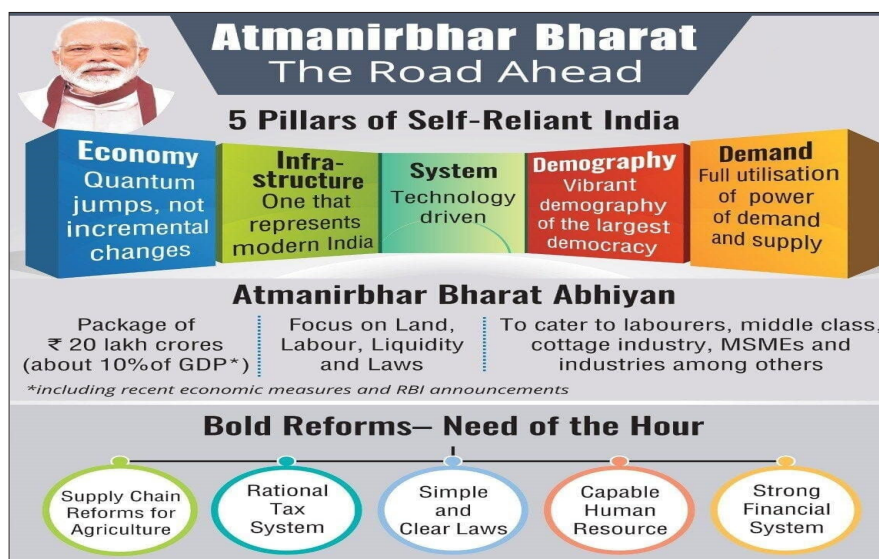 Atmanirbhar Bharat
The Road Ahead
5 Pillars of Self-Reliant India
Economy
Quantum
jumps, not
incremental
changes
Infra-
structure
One that
represents
modern India
System
Technology
driven
Demography
Vibrant
demography
of the largest
democracy
Demand
Full utilisation
of power
of demand
and supply
Atmanirbhar Bharat Abhiyan
Package of
₹ 20 lakh crores
(about 10%of GDP*)
Focus on Land,
Labour, Liquidity
and Laws
To cater to labourers, middle class,
cottage industry, MSMEs and
industries among others
*including recent economic measures and RBI announcements
Bold Reforms– Need of the Hour
Supply Chain
Reforms for
Agriculture
Rational
Tax
System
Simple
and
Clear Laws
Capable
Human
Resource
Strong
Financial
System